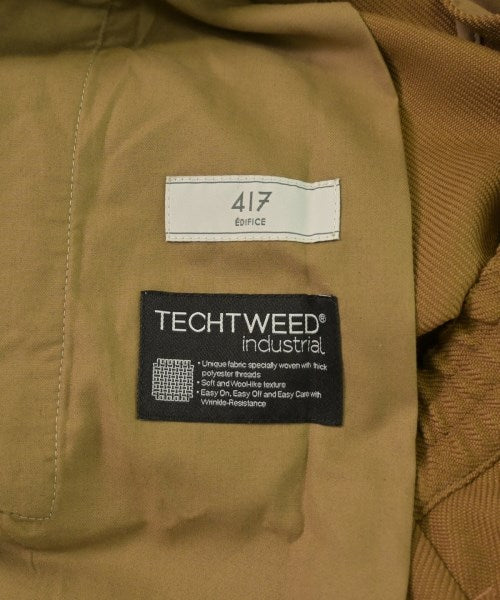 417
ÉDIFICE
TECHTWEED®
industrial
• Unique fabric specially woven with thick
polyester threads
• Soft and Wool-like texture
• Easy On, Easy Off and Easy Care with
Wrinkle-Resistance